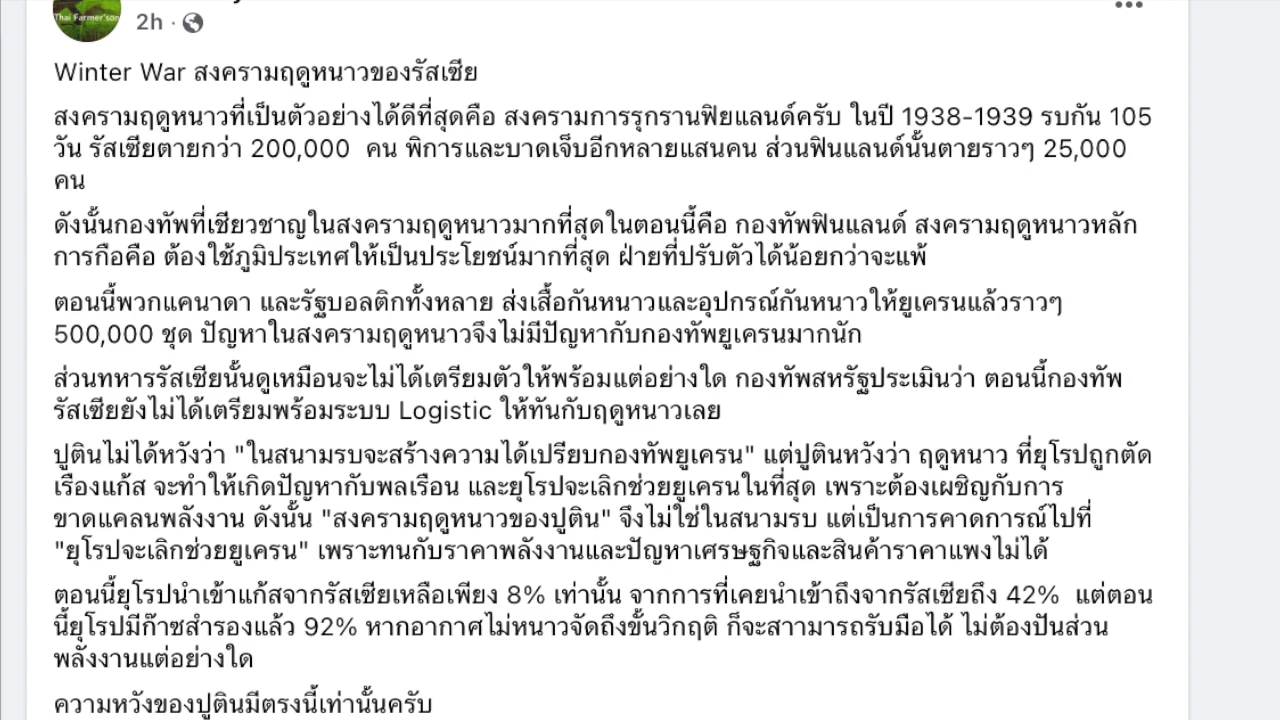 Thai Farmer'son
2h ·
Winter War สงครามฤดูหนาวของรัสเซีย
สงครามฤดูหนาวที่เป็นตัวอย่างได้ดีที่สุดคือ สงครามการรุกรานฟิยแลนด์ครับ ในปี 1938-1939 รบกัน 105
วัน รัสเซียตายกว่า 200,000 คน พิการและบาดเจ็บอีกหลายแสนคน ส่วนฟินแลนด์นั้นตายราวๆ 25,000
คน
ดังนั้นกองทัพที่เชียวชาญในสงครามฤดูหนาวมากที่สุดในตอนนี้คือ กองทัพฟินแลนด์ สงครามฤดูหนาวหลัก
การกือคือ ต้องใช้ภูมิประเทศให้เป็นประโยชน์มากที่สุด ฝ่ายที่ปรับตัวได้น้อยกว่าจะแพ้
ตอนนี้พวกแคนาดา และรัฐบอลติกทั้งหลาย ส่งเสื้อกันหนาวและอุปกรณ์กันหนาวให้ยูเครนแล้วราวๆ
500,000 ชุด ปัญหาในสงครามฤดูหนาวจึงไม่มีปัญหากับกองทัพยูเครนมากนัก
ส่วนทหารรัสเซียนั้นดูเหมือนจะไม่ได้เตรียมตัวให้พร้อมแต่อย่างใด กองทัพสหรัฐประเมินว่า ตอนนี้กองทัพ
รัสเซียยังไม่ได้เตรียมพร้อมระบบ Logistic ให้ทันกับฤดูหนาวเลย
ปูตินไม่ได้หวังว่า "ในสนามรบจะสร้างความได้เปรียบกองทัพยูเครน" แต่ปูตินหวังว่า ฤดูหนาว ที่ยุโรปถูกตัด
เรืองแก้ส จะทำให้เกิดปัญหากับพลเรือน และยุโรปจะเลิกช่วยยูเครนในที่สุด เพราะต้องเผชิญกับการ
ขาดแคลนพลังงาน ดังนั้น "สงครามฤดูหนาวของปูติน" จึงไม่ใช่ในสนามรบ แต่เป็นการคาดการณ์ไปที่
"ยุโรปจะเลิกช่วยยูเครน" เพราะทนกับราคาพลังงานและปัญหาเศรษฐกิจและสินค้าราคาแพงไม่ได้
ตอนนี้ยุโรปนำเข้าแก้สจากรัสเซียเหลือเพียง 8% เท่านั้น จากการที่เคยนำเข้าถึงจากรัสเซียถึง 42% แต่ตอน
นี้ยุโรปมีก๊าซสำรองแล้ว 92% หากอากาศไม่หนาวจัดถึงขั้นวิกฤติ ก็จะสาามารถรับมือได้ ไม่ต้องปันส่วน
พลังงานแต่อย่างใด
ความหวังของปูตินมีตรงนี้เท่านั้นครับ